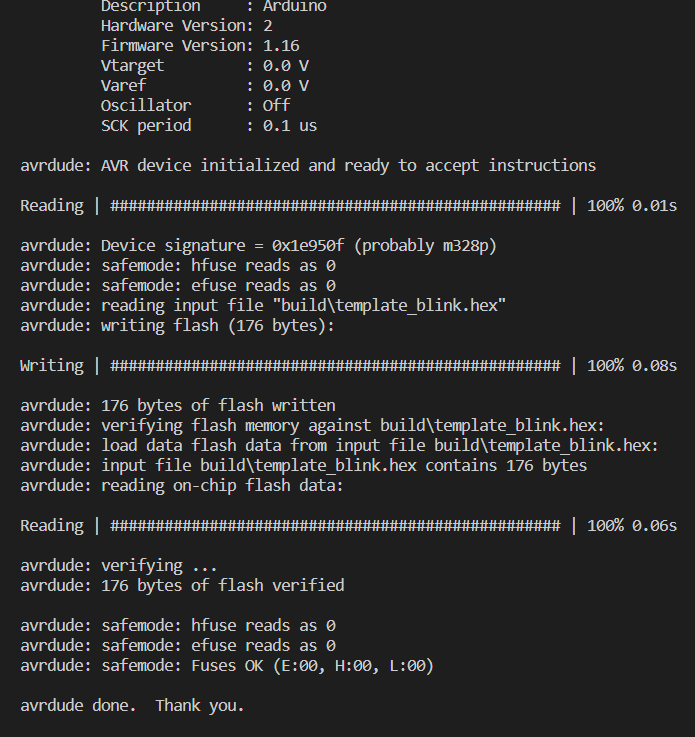 Description     : Arduino
Hardware Version: 2
Firmware Version: 1.16
Vtarget         : 0.0 V
Varef           : 0.0 V
Oscillator      : Off
SCK period      : 0.1 us
avrdude: AVR device initialized and ready to accept instructions
Reading | ################################################## | 100% 0.01s
avrdude: Device signature = 0x1e950f (probably m328p)
avrdude: safemode: hfuse reads as 0
avrdude: safemode: efuse reads as 0
avrdude: reading input file "build\template_blink.hex"
avrdude: writing flash (176 bytes):
Writing | ################################################## | 100% 0.08s
avrdude: 176 bytes of flash written
avrdude: verifying flash memory against build\template_blink.hex:
avrdude: load data flash data from input file build\template_blink.hex:
avrdude: input file build\template_blink.hex contains 176 bytes
avrdude: reading on-chip flash data:
Reading | ################################################## | 100% 0.06s
avrdude: verifying ...
avrdude: 176 bytes of flash verified
avrdude: safemode: hfuse reads as 0
avrdude: safemode: efuse reads as 0
avrdude: safemode: Fuses OK (E:00, H:00, L:00)
avrdude done.  Thank you.